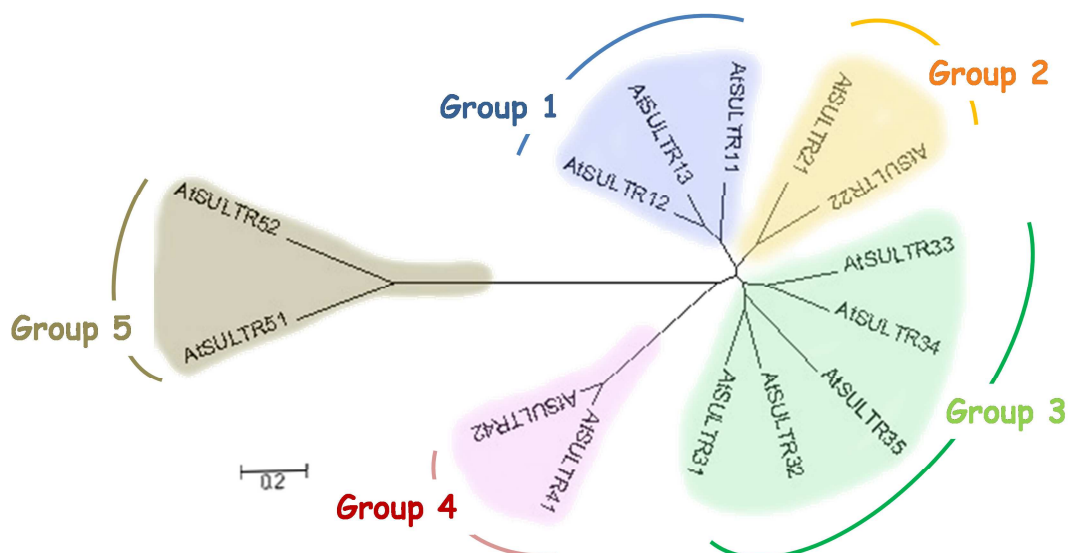 Group 1
AtSULTR12
AtSULTR13
AtSULTR11
Group 2
AtSULTR21
AtSULTR22
Group 3
AtSULTR33
AtSULTR34
AtSULTR35
AtSULTR32
AtSULTR31
Group 4
AtSULTR41
AtSULTR42
Group 5
AtSULTR52
AtSULTR51
0.2